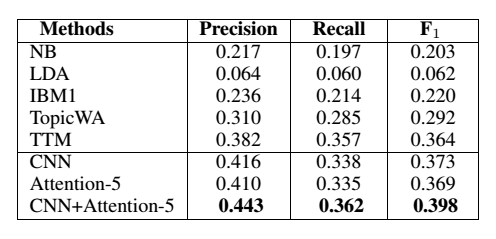 Methods Precision Recall F₁
NB 0.217 0.197 0.203
LDA 0.064 0.060 0.062
IBM1 0.236 0.214 0.220
TopicWA 0.310 0.285 0.292
TTM 0.382 0.357 0.364
CNN 0.416 0.338 0.373
Attention-5 0.410 0.335 0.369
CNN+Attention-5 0.443 0.362 0.398